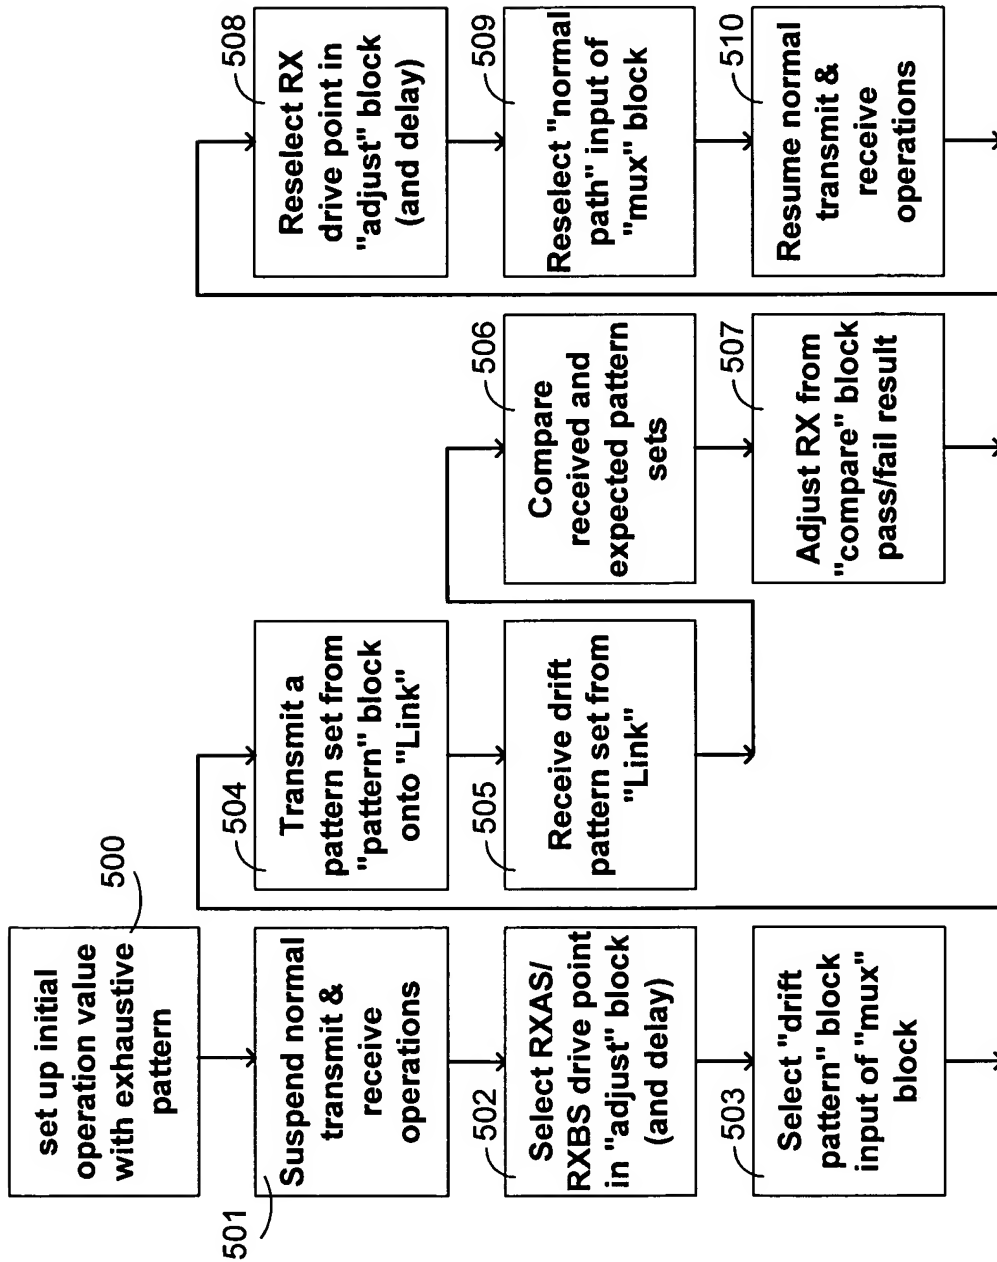 set up initial
operation value
with exhaustive
pattern
500
501
Suspend normal
transmit &
receive
operations
502
Select RXAS/
RXBS drive point
in "adjust" block
(and delay)
503
Select "drift
pattern" block
input of "mux"
block
504
Transmit a
pattern set from
"pattern" block
onto "Link"
505
Receive drift
pattern set from
"Link"
506
Compare
received and
expected pattern
sets
507
Adjust RX from
"compare" block
pass/fail result
508
Reselect RX
drive point in
"adjust" block
(and delay)
509
Reselect "normal
path" input of
"mux" block
510
Resume normal
transmit &
receive
operations